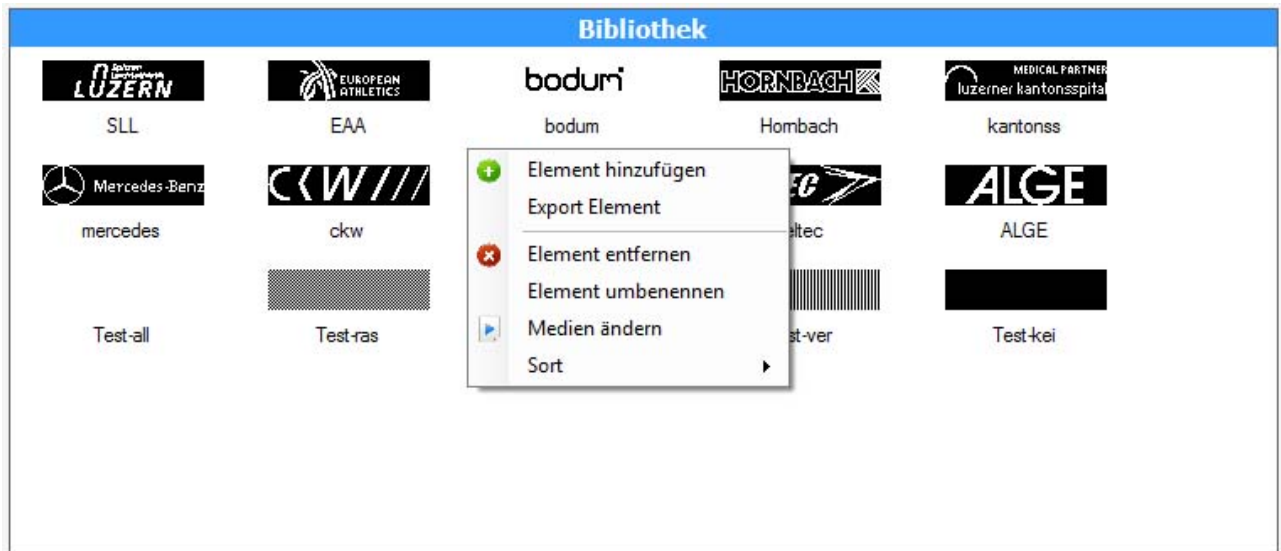 Bibliothek
LUZERN
EUROPEAN
ATHLETICS
bodum
HORNBACH
MEDICAL PARTNER
luzerner kantonsspital
SLL
EAA
bodum
Hornbach
kantonss
Mercedes-Benz
CKW
EC
ALGE
mercedes
ckw
ltec
ALGE
Element hinzufügen
Export Element
Element entfernen
Element umbenennen
Medien ändern
Sort
Test-all
Test-ras
st-ver
Test-kei